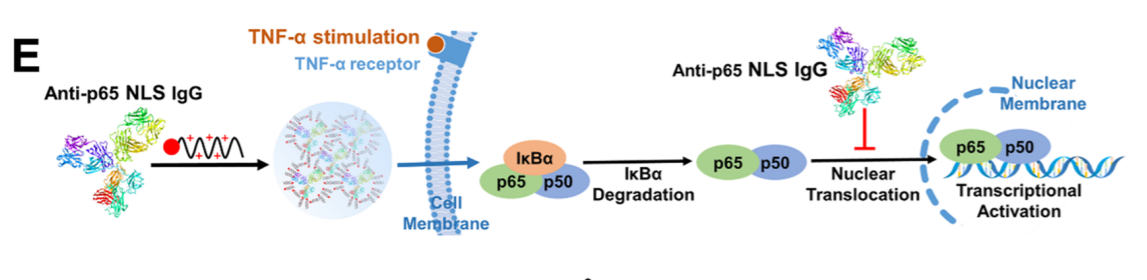 E
Anti-p65 NLS IgG
+ + +
+ +
TNF-α stimulation
TNF-α receptor
Cell
Membrane
IκBα
p65 p50
IκBα
Degradation
p65 p50
Anti-p65 NLS IgG
Nuclear
Translocation
Nuclear
Membrane
p65 p50
Transcriptional
Activation